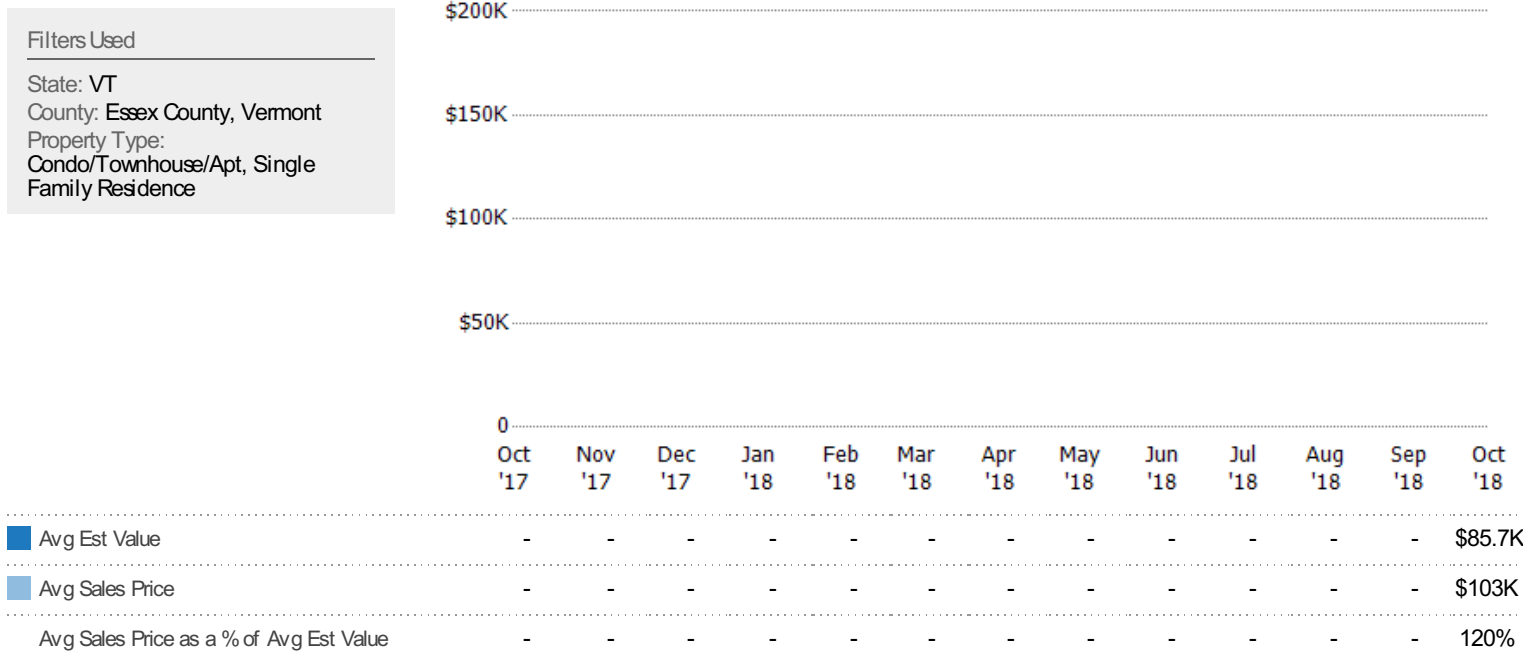 Filters Used
State: VT
County: Essex County, Vermont
Property Type:
Condo/Townhouse/Apt, Single
Family Residence
$200K
$150K
$100K
$50K
0
Oct Nov Dec Jan Feb Mar Apr May Jun Jul Aug Sep Oct
'17 '17 '17 '18 '18 '18 '18 '18 '18 '18 '18 '18 '18
Avg Est Value - - - - - - - - - - - - $85.7K
Avg Sales Price - - - - - - - - - - - - $103K
Avg Sales Price as a % of Avg Est Value - - - - - - - - - - - - 120%